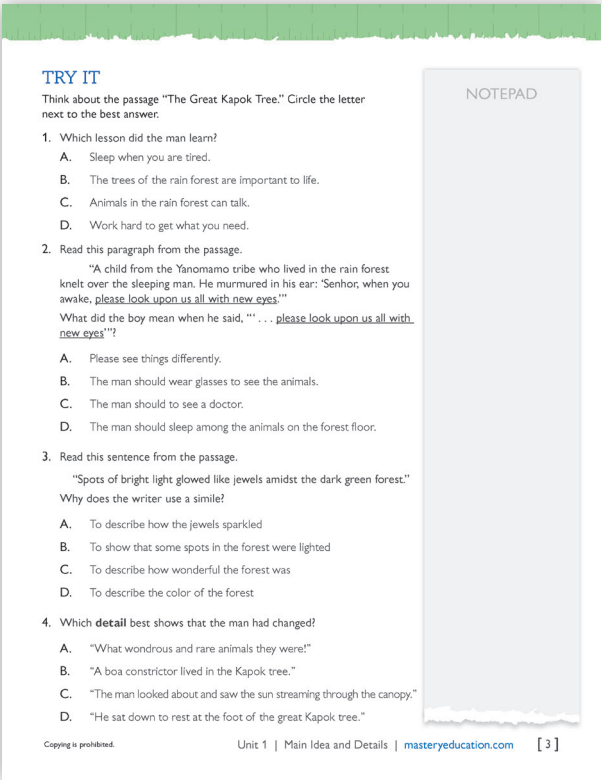 TRY IT
Think about the passage “The Great Kapok Tree.” Circle the letter
next to the best answer.
NOTEPAD
1. Which lesson did the man learn?
A. Sleep when you are tired.
B. The trees of the rain forest are important to life.
C. Animals in the rain forest can talk.
D. Work hard to get what you need.
2. Read this paragraph from the passage.
“A child from the Yanomamo tribe who lived in the rain forest
knelt over the sleeping man. He murmured in his ear: ‘Senhor, when you
awake, please look upon us all with new eyes.’”
What did the boy mean when he said, “‘ . . . please look upon us all with
new eyes’”?
A. Please see things differently.
B. The man should wear glasses to see the animals.
C. The man should to see a doctor.
D. The man should sleep among the animals on the forest floor.
3. Read this sentence from the passage.
“Spots of bright light glowed like jewels amidst the dark green forest.”
Why does the writer use a simile?
A. To describe how the jewels sparkled
B. To show that some spots in the forest were lighted
C. To describe how wonderful the forest was
D. To describe the color of the forest
4. Which detail best shows that the man had changed?
A. “What wondrous and rare animals they were!”
B. “A boa constrictor lived in the Kapok tree.”
C. “The man looked about and saw the sun streaming through the canopy.”
D. “He sat down to rest at the foot of the great Kapok tree.”
Copying is prohibited. Unit 1 | Main Idea and Details | masteryeducation.com [ 3 ]